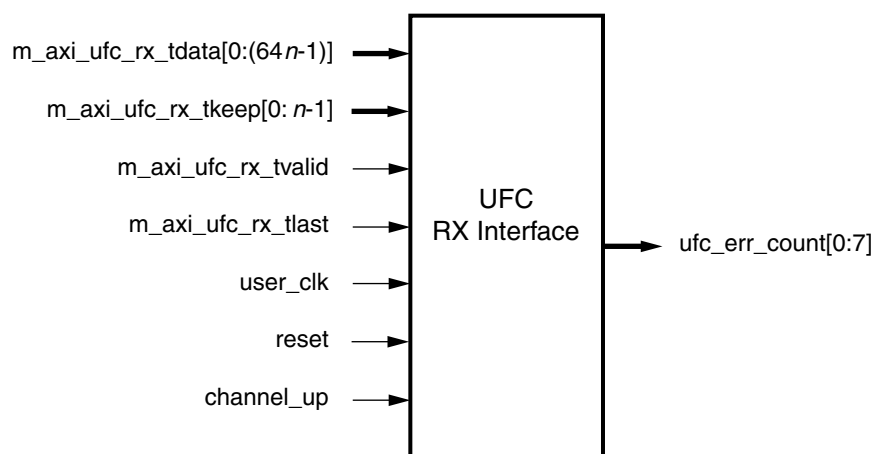 m_axi_ufc_rx_tdata[0:(64n-1)]
m_axi_ufc_rx_tkeep[0: n-1]
m_axi_ufc_rx_tvalid
m_axi_ufc_rx_tlast
user_clk
reset
channel_up
UFC
RX Interface
ufc_err_count[0:7]